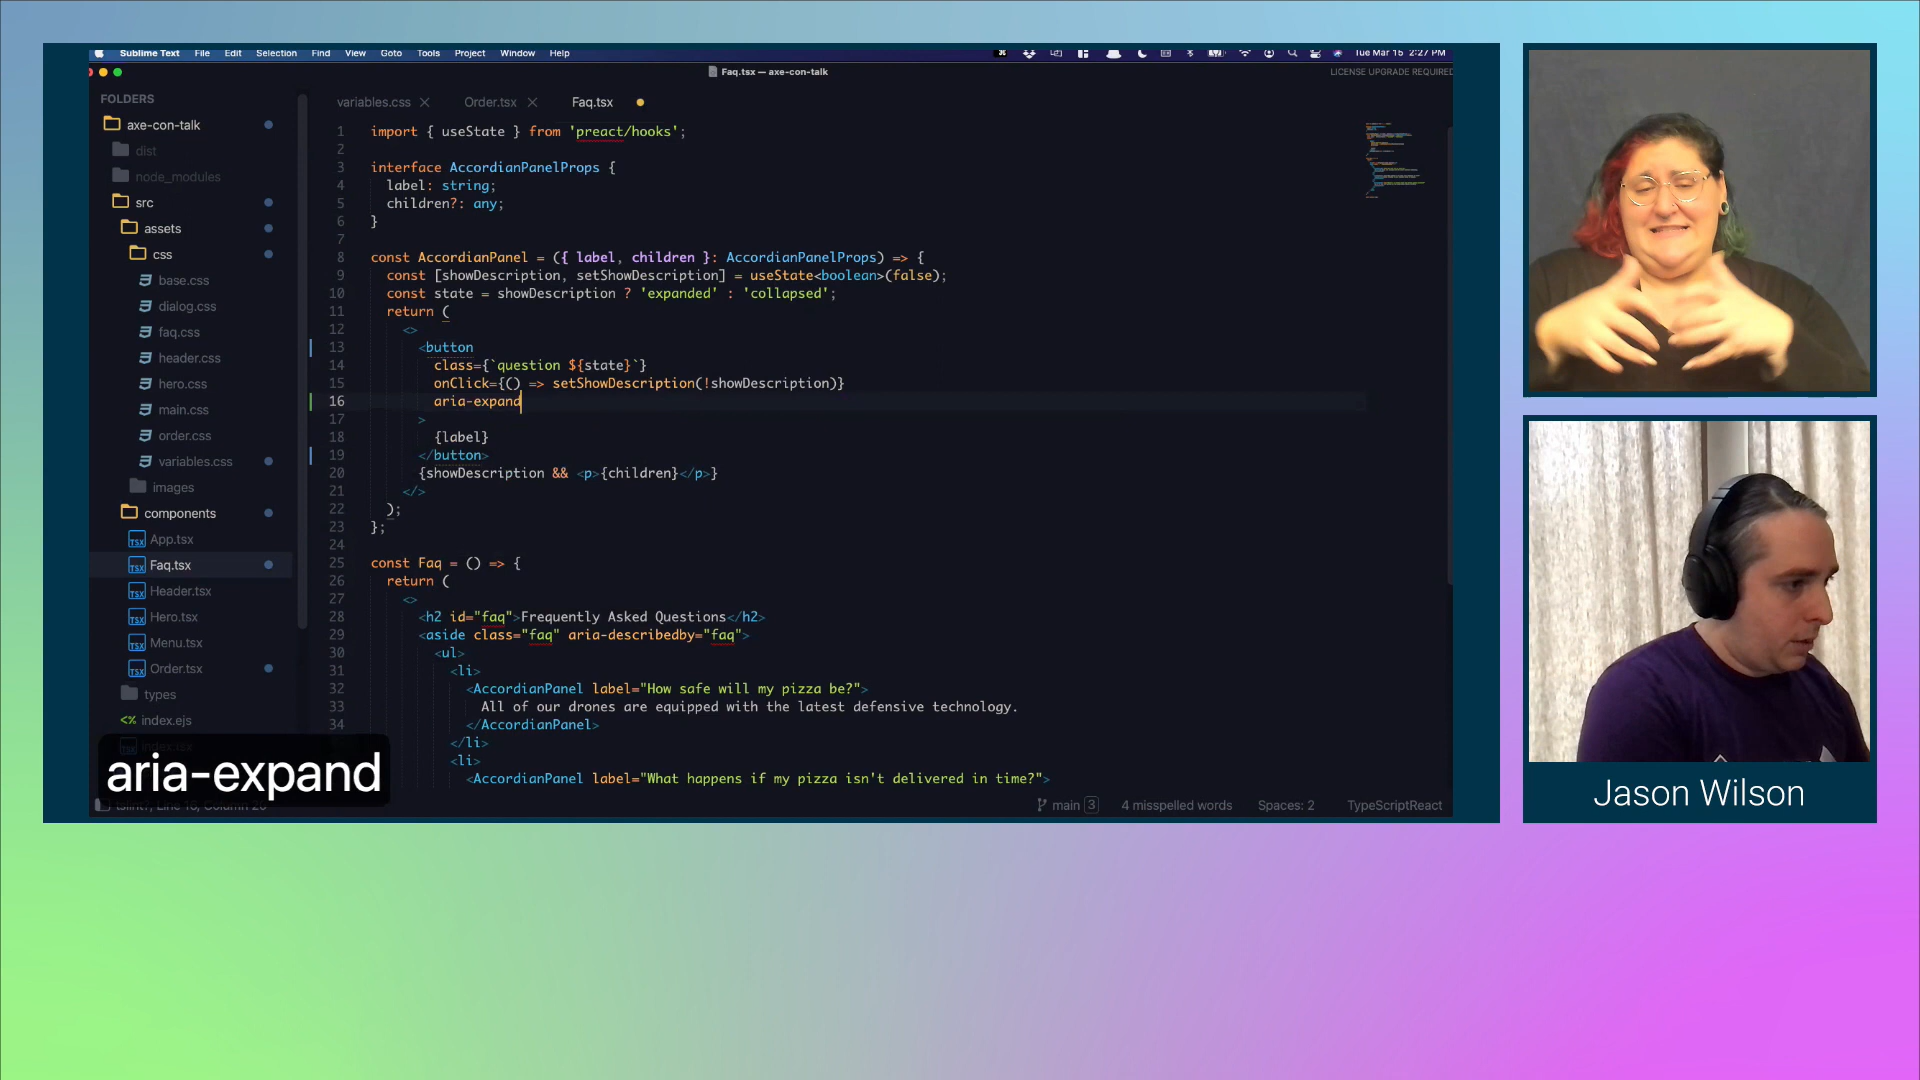 Sublime Text File Edit Selection Find View Goto Tools Project Window Help
Tue Mar 15 2:27 PM
Faq.tsx — axe-con-talk
LICENSE UPGRADE REQUIRED
FOLDERS
axe-con-talk
dist
node_modules
src
assets
css
base.css
dialog.css
faq.css
header.css
hero.css
main.css
order.css
variables.css
images
components
App.tsx
Faq.tsx
Header.tsx
Hero.tsx
Menu.tsx
Order.tsx
types
index.ejs
index.tsx
variables.css Order.tsx Faq.tsx
1 import { useState } from 'preact/hooks';
2
3 interface AccordianPanelProps {
4 label: string;
5 children?: any;
6 }
7
8 const AccordianPanel = ({ label, children }: AccordianPanelProps) => {
9 const [showDescription, setShowDescription] = useState<boolean>(false);
10 const state = showDescription ? 'expanded' : 'collapsed';
11 return (
12 <>
13 <button
14 class={`question ${state}`}
15 onClick={() => setShowDescription(!showDescription)}
16 aria-expand
17 >
18 {label}
19 </button>
20 {showDescription && <p>{children}</p>}
21 </>
22 );
23 };
24
25 const Faq = () => {
26 return (
27 <>
28 <h2 id="faq">Frequently Asked Questions</h2>
29 <aside class="faq" aria-describedby="faq">
30 <ul>
31 <li>
32 <AccordianPanel label="How safe will my pizza be?">
33 All of our drones are equipped with the latest defensive technology.
34 </AccordianPanel>
</li>
<li>
<AccordianPanel label="What happens if my pizza isn't delivered in time?">
aria-expand
main 3 4 misspelled words Spaces: 2 TypeScriptReact
Jason Wilson